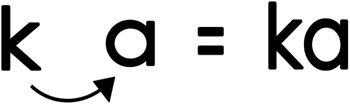 k a = ka